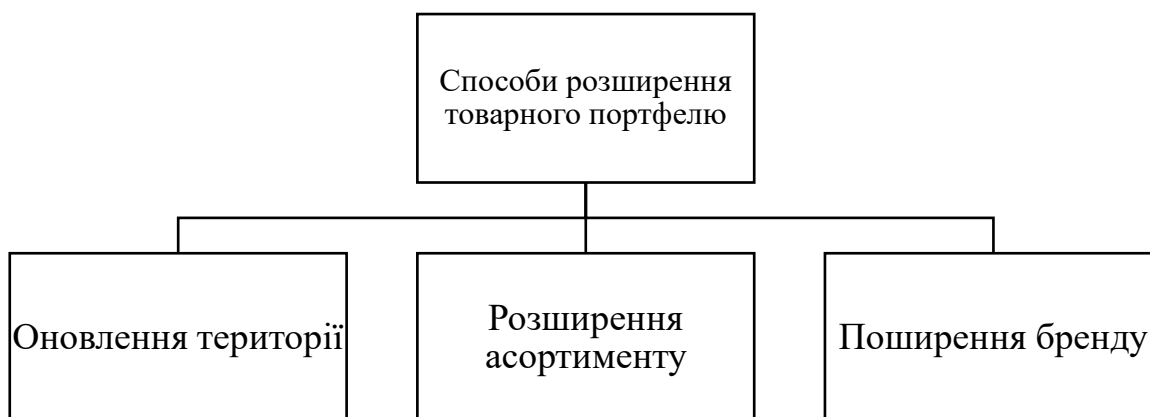 Способи розширення
товарного портфелю
Оновлення території
Розширення
асортименту
Поширення бренду